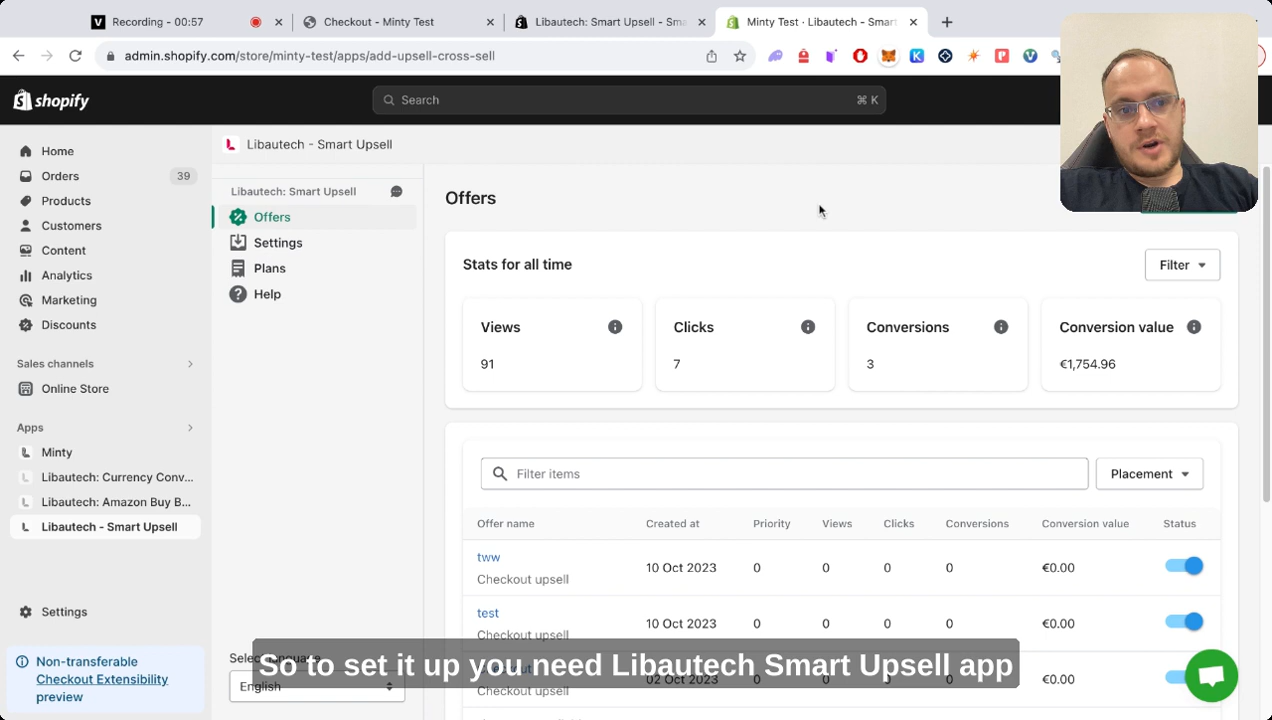 Recording - 00:57
Checkout - Minty Test
Libautech: Smart Upsell - Sma
Minty Test · Libautech - Smart
admin.shopify.com/store/minty-test/apps/add-upsell-cross-sell
shopify
Search
⌘ K
Home
Orders
39
Products
Customers
Content
Analytics
Marketing
Discounts
Sales channels
Online Store
Apps
Minty
Libautech: Currency Conv...
Libautech: Amazon Buy B...
Libautech - Smart Upsell
Settings
Non-transferable
Checkout Extensibility
preview
Libautech - Smart Upsell
Libautech: Smart Upsell
Offers
Settings
Plans
Help
English
Offers
Stats for all time
Filter
Views
91
Clicks
7
Conversions
3
Conversion value
€1,754.96
Filter items
Placement
Offer name Created at Priority Views Clicks Conversions Conversion value Status
tww
Checkout upsell
10 Oct 2023 0 0 0 0 €0.00
test
Checkout upsell
10 Oct 2023 0 0 0 0 €0.00
Checkout upsell
02 Oct 2023
€0.00
So to set it up you need Libautech Smart Upsell app